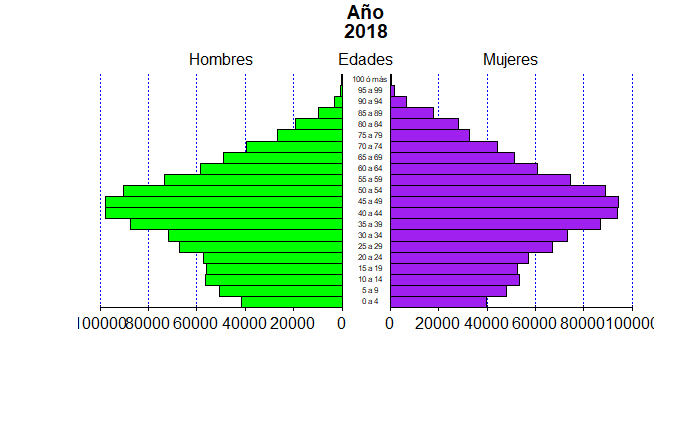 Año
2018
Hombres Edades Mujeres
100 ó más
95 a 99
90 a 94
85 a 89
80 a 84
75 a 79
70 a 74
65 a 69
60 a 64
55 a 59
50 a 54
45 a 49
40 a 44
35 a 39
30 a 34
25 a 29
20 a 24
15 a 19
10 a 14
5 a 9
0 a 4
100000 80000 60000 40000 20000 0 0 20000 40000 60000 80000 100000